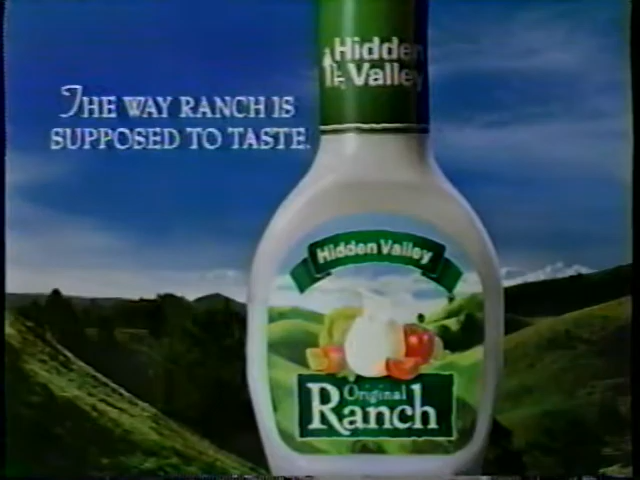 Hidden
Valley
THE WAY RANCH IS
SUPPOSED TO TASTE.
Hidden Valley
Original
Ranch